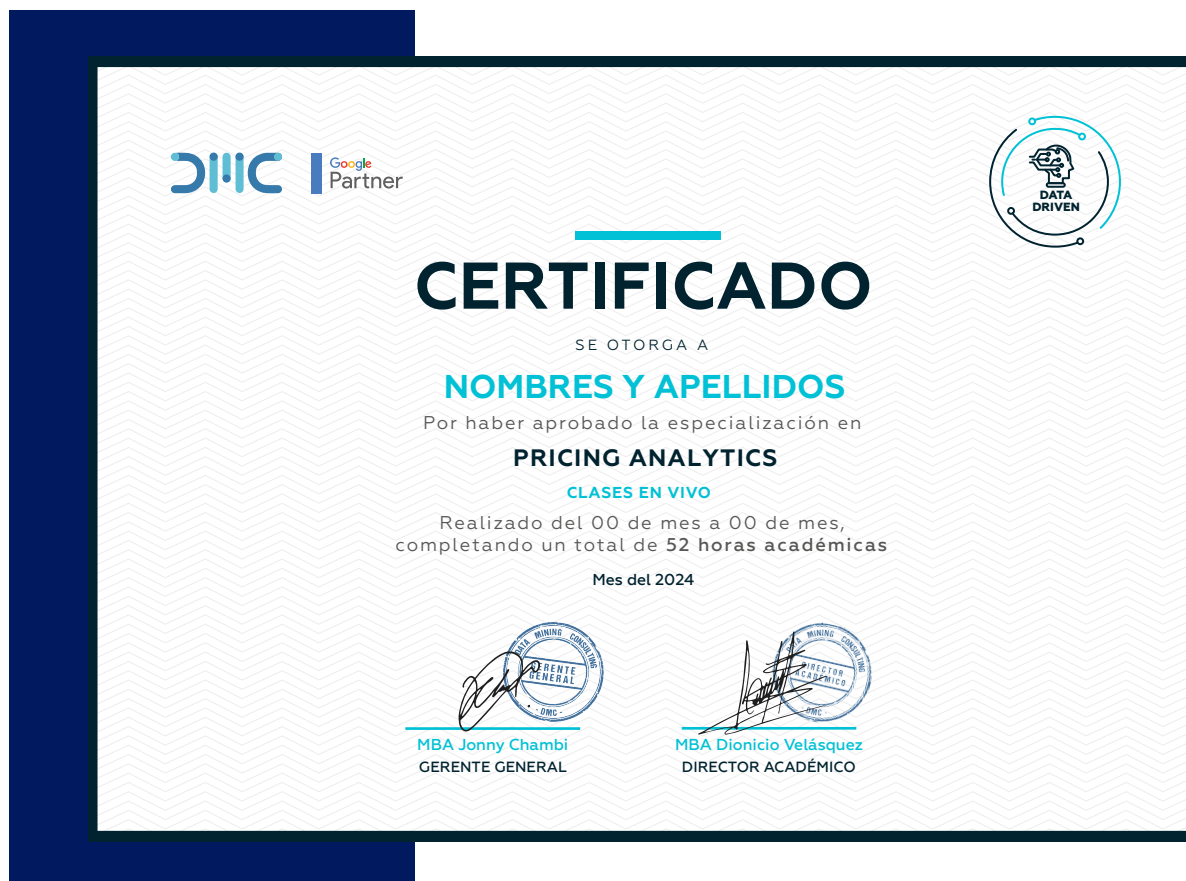 DMC
Google
Partner
DATA
DRIVEN
CERTIFICADO
SE OTORGA A
NOMBRES Y APELLIDOS
Por haber aprobado la especialización en
PRICING ANALYTICS
CLASES EN VIVO
Realizado del 00 de mes a 00 de mes,
completando un total de 52 horas académicas
Mes del 2024
DATA MINING CONSULTING
GERENTE
GENERAL
· DMC ·
DATA MINING CONSULTING
DIRECTOR
ACADÉMICO
· DMC ·
MBA Jonny Chambi
GERENTE GENERAL
MBA Dionicio Velásquez
DIRECTOR ACADÉMICO